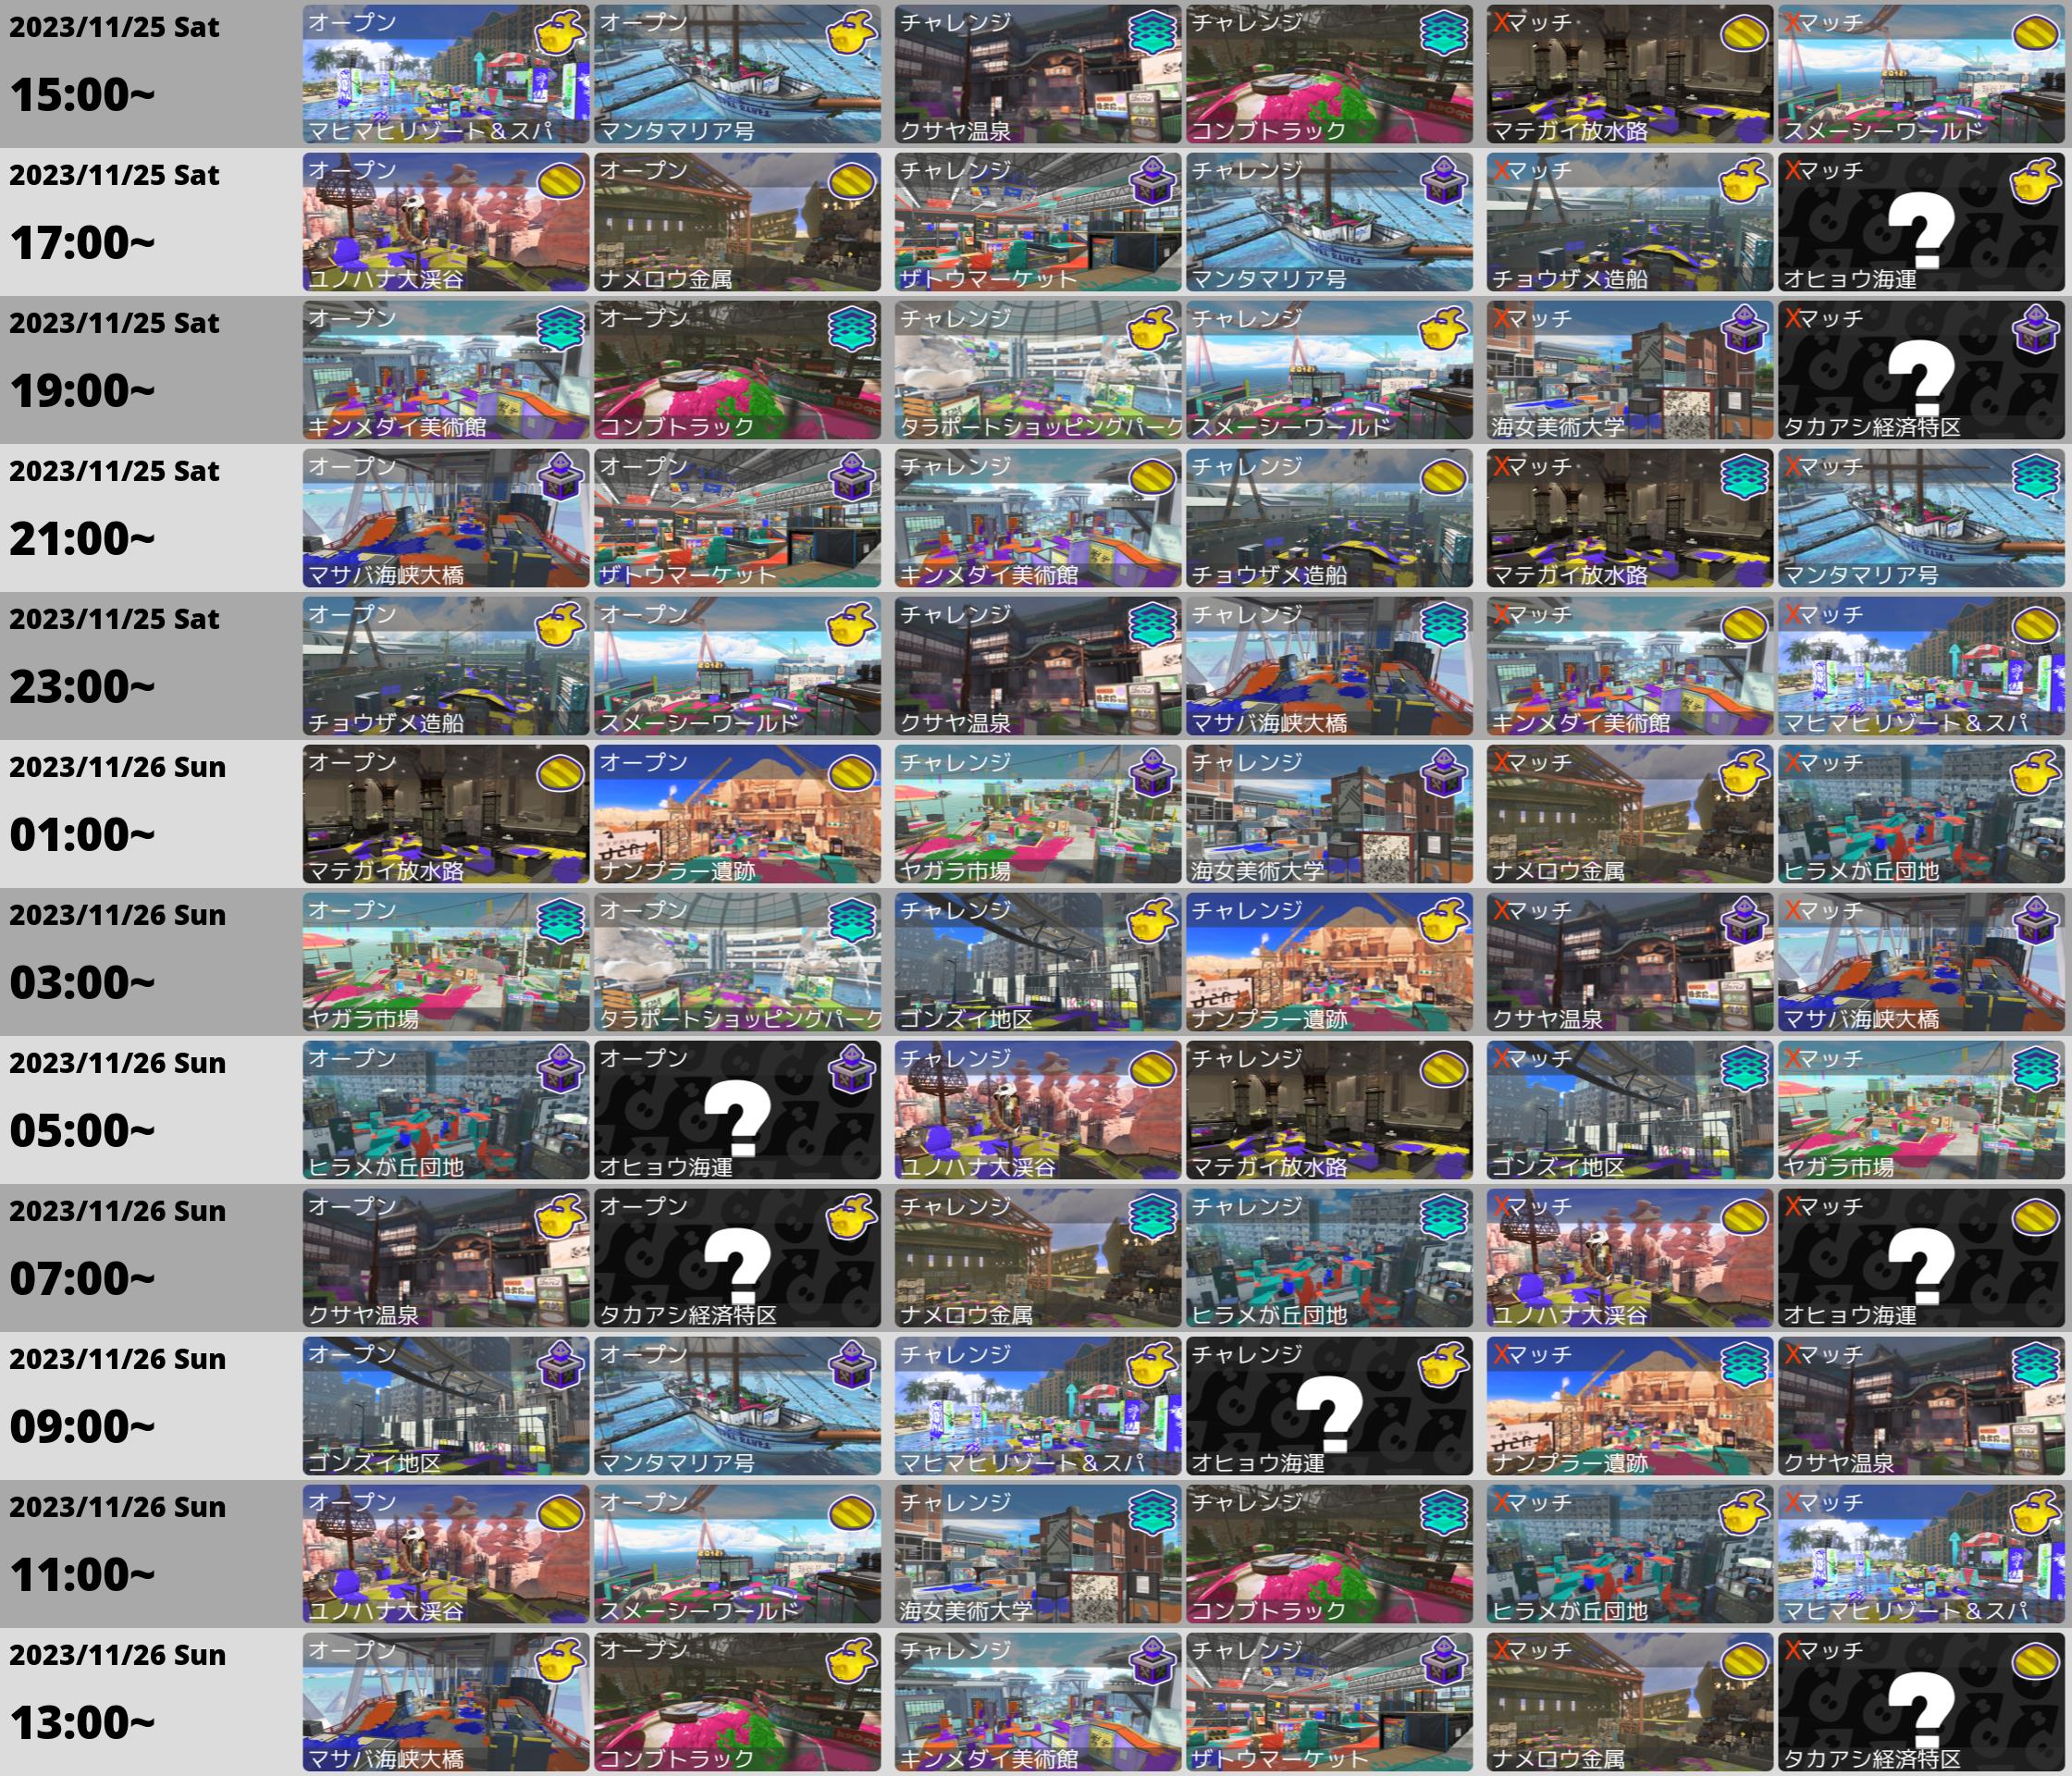 2023/11/25 Sat
15:00~
オープン
マヒマヒリゾート＆スパ
オープン
マンタマリア号
チャレンジ
クサヤ温泉
チャレンジ
コンブトラック
Xマッチ
マテガイ放水路
Xマッチ
スメーシーワールド
2023/11/25 Sat
17:00~
オープン
ユノハナ大渓谷
オープン
ナメロウ金属
チャレンジ
ザトウマーケット
チャレンジ
マンタマリア号
Xマッチ
チョウザメ造船
Xマッチ
?
オヒョウ海運
2023/11/25 Sat
19:00~
オープン
キンメダイ美術館
オープン
コンブトラック
チャレンジ
タラポートショッピングパーク
チャレンジ
スメーシーワールド
Xマッチ
海女美術大学
Xマッチ
?
タカアシ経済特区
2023/11/25 Sat
21:00~
オープン
マサバ海峡大橋
オープン
ザトウマーケット
チャレンジ
キンメダイ美術館
チャレンジ
チョウザメ造船
Xマッチ
マテガイ放水路
Xマッチ
マンタマリア号
2023/11/25 Sat
23:00~
オープン
チョウザメ造船
オープン
スメーシーワールド
チャレンジ
クサヤ温泉
チャレンジ
マサバ海峡大橋
Xマッチ
キンメダイ美術館
Xマッチ
マヒマヒリゾート＆スパ
2023/11/26 Sun
01:00~
オープン
マテガイ放水路
オープン
ナンプラー遺跡
チャレンジ
ヤガラ市場
チャレンジ
海女美術大学
Xマッチ
ナメロウ金属
Xマッチ
ヒラメが丘団地
2023/11/26 Sun
03:00~
オープン
ヤガラ市場
オープン
タラポートショッピングパーク
チャレンジ
ゴンズイ地区
チャレンジ
ナンプラー遺跡
Xマッチ
クサヤ温泉
Xマッチ
マサバ海峡大橋
2023/11/26 Sun
05:00~
オープン
ヒラメが丘団地
オープン
?
オヒョウ海運
チャレンジ
ユノハナ大渓谷
チャレンジ
マテガイ放水路
Xマッチ
ゴンズイ地区
Xマッチ
ヤガラ市場
2023/11/26 Sun
07:00~
オープン
クサヤ温泉
オープン
?
タカアシ経済特区
チャレンジ
ナメロウ金属
チャレンジ
ヒラメが丘団地
Xマッチ
ユノハナ大渓谷
Xマッチ
?
オヒョウ海運
2023/11/26 Sun
09:00~
オープン
ゴンズイ地区
オープン
マンタマリア号
チャレンジ
マヒマヒリゾート＆スパ
チャレンジ
?
オヒョウ海運
Xマッチ
ナンプラー遺跡
Xマッチ
クサヤ温泉
2023/11/26 Sun
11:00~
オープン
ユノハナ大渓谷
オープン
スメーシーワールド
チャレンジ
海女美術大学
チャレンジ
コンブトラック
Xマッチ
ヒラメが丘団地
Xマッチ
マヒマヒリゾート＆スパ
2023/11/26 Sun
13:00~
オープン
マサバ海峡大橋
オープン
コンブトラック
チャレンジ
キンメダイ美術館
チャレンジ
ザトウマーケット
Xマッチ
ナメロウ金属
Xマッチ
?
タカアシ経済特区